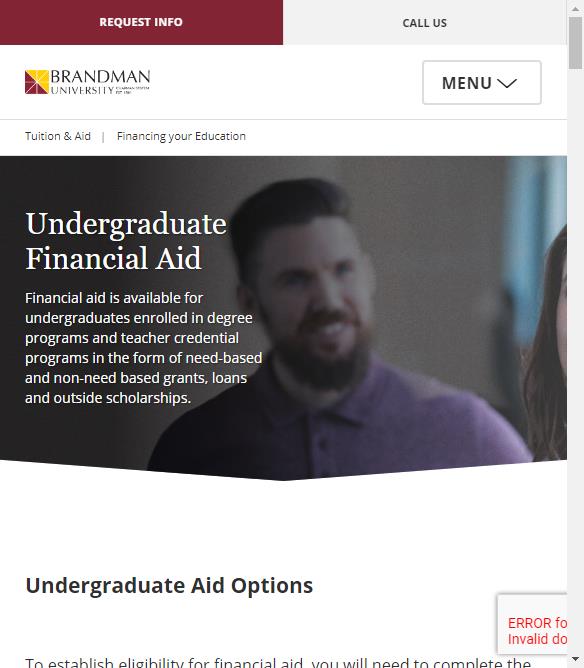 REQUEST INFO
CALL US
BRANDMAN
UNIVERSITY
MENU
Tuition & Aid | Financing your Education
Undergraduate
Financial Aid
Financial aid is available for
undergraduates enrolled in degree
programs and teacher credential
programs in the form of need-based
and non-need based grants, loans
and outside scholarships.
Undergraduate Aid Options
ERROR fo
Invalid do
To establish eligibility for financial aid, you will need to complete the